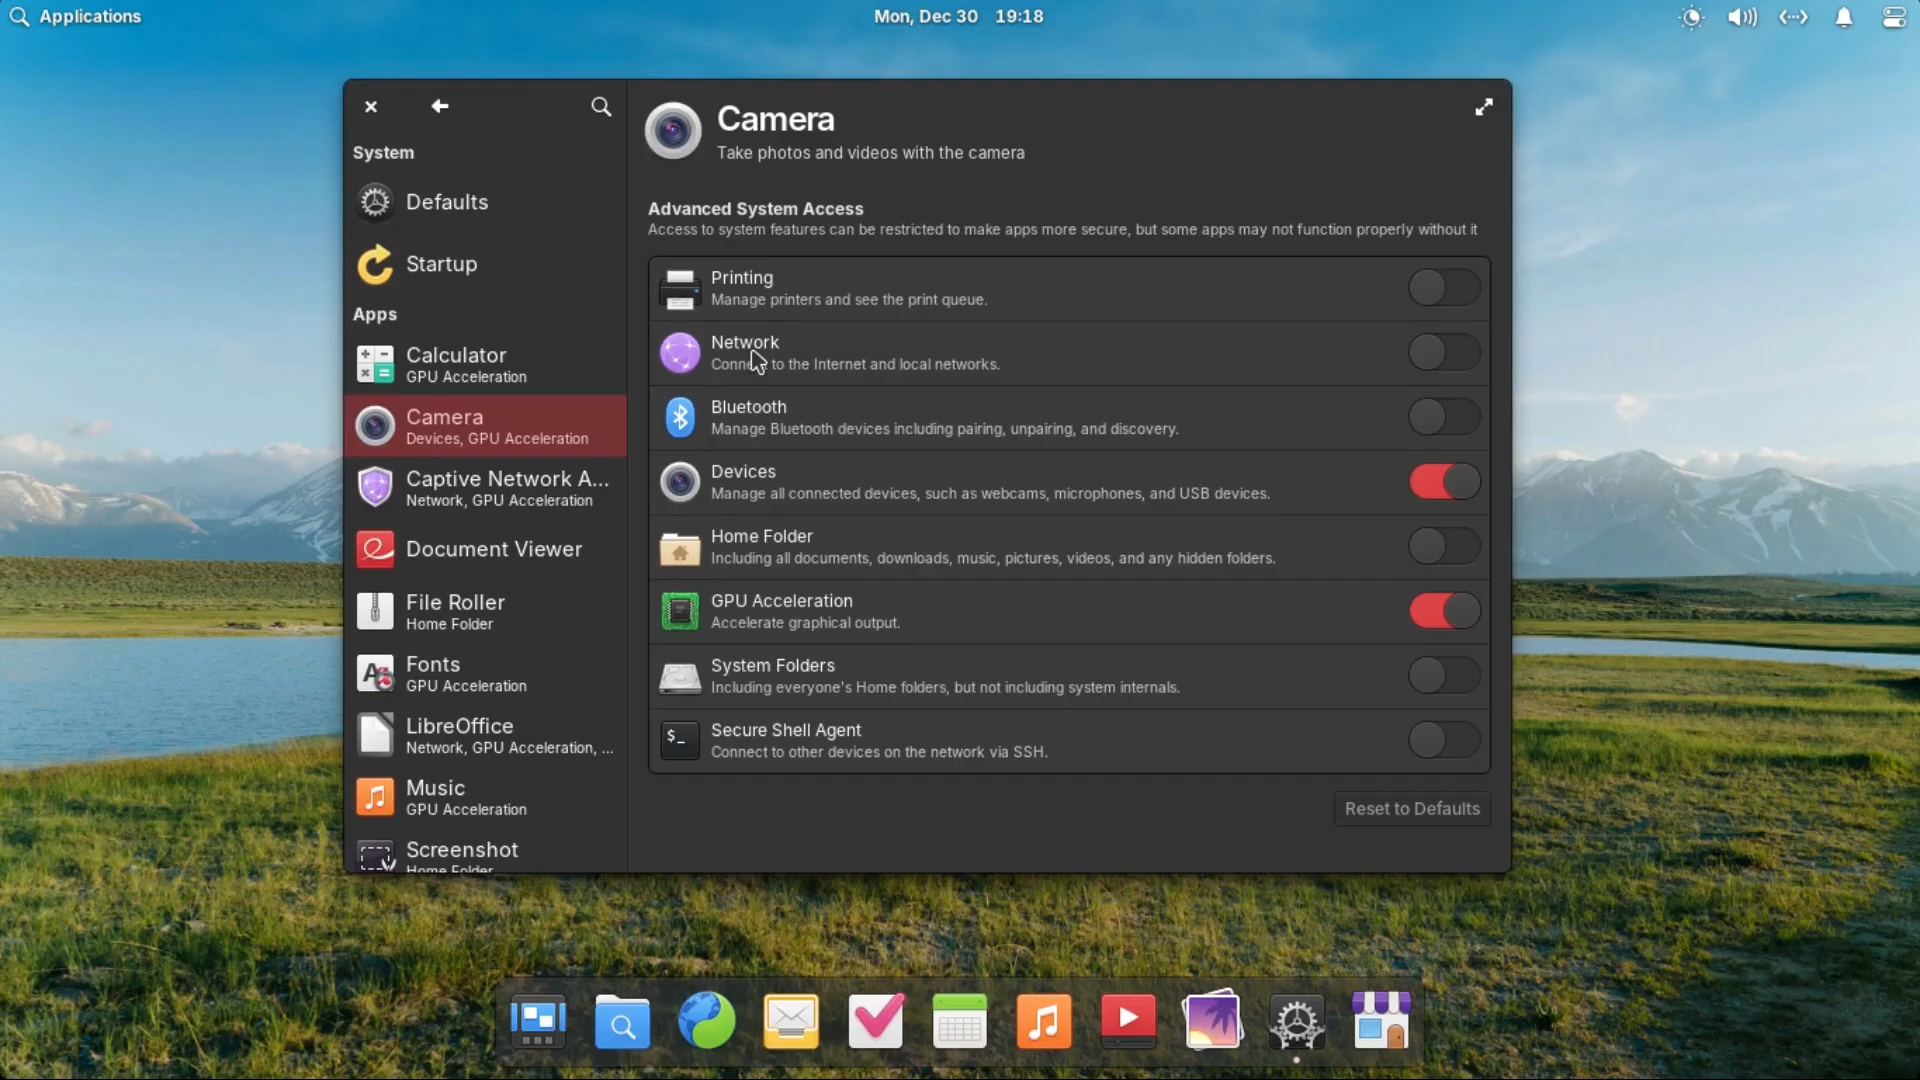 Applications
Mon, Dec 30 19:18
System
Defaults
Startup
Apps
Calculator
GPU Acceleration
Camera
Devices, GPU Acceleration
Captive Network A...
Network, GPU Acceleration
Document Viewer
File Roller
Home Folder
Fonts
GPU Acceleration
LibreOffice
Network, GPU Acceleration, ...
Music
GPU Acceleration
Screenshot
Home Folder
Camera
Take photos and videos with the camera
Advanced System Access
Access to system features can be restricted to make apps more secure, but some apps may not function properly without it
Printing
Manage printers and see the print queue.
Network
Connect to the Internet and local networks.
Bluetooth
Manage Bluetooth devices including pairing, unpairing, and discovery.
Devices
Manage all connected devices, such as webcams, microphones, and USB devices.
Home Folder
Including all documents, downloads, music, pictures, videos, and any hidden folders.
GPU Acceleration
Accelerate graphical output.
System Folders
Including everyone's Home folders, but not including system internals.
$_
Secure Shell Agent
Connect to other devices on the network via SSH.
Reset to Defaults